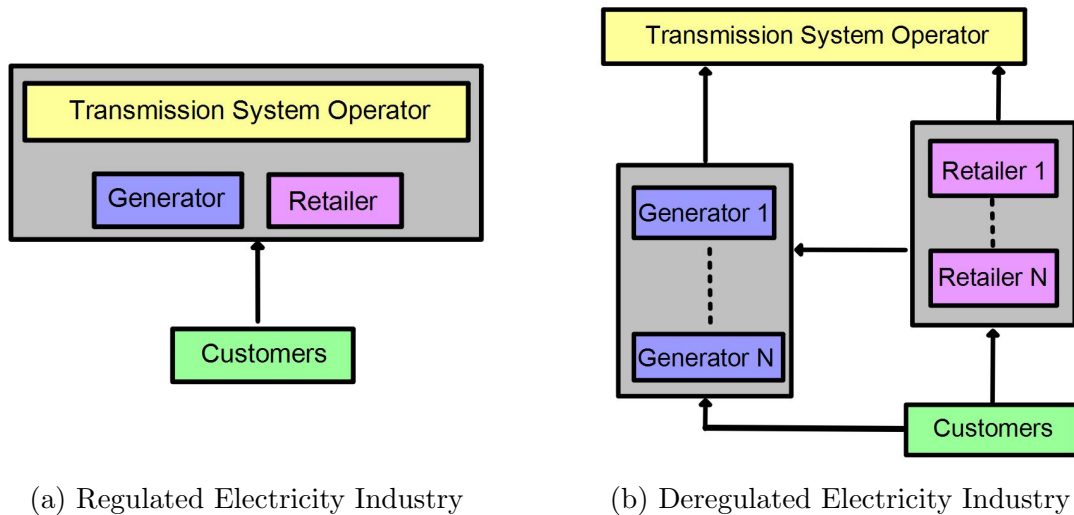 Transmission System Operator
Generator
Retailer
Customers
(a) Regulated Electricity Industry
Transmission System Operator
Generator 1
Generator N
Retailer 1
Retailer N
Customers
(b) Deregulated Electricity Industry